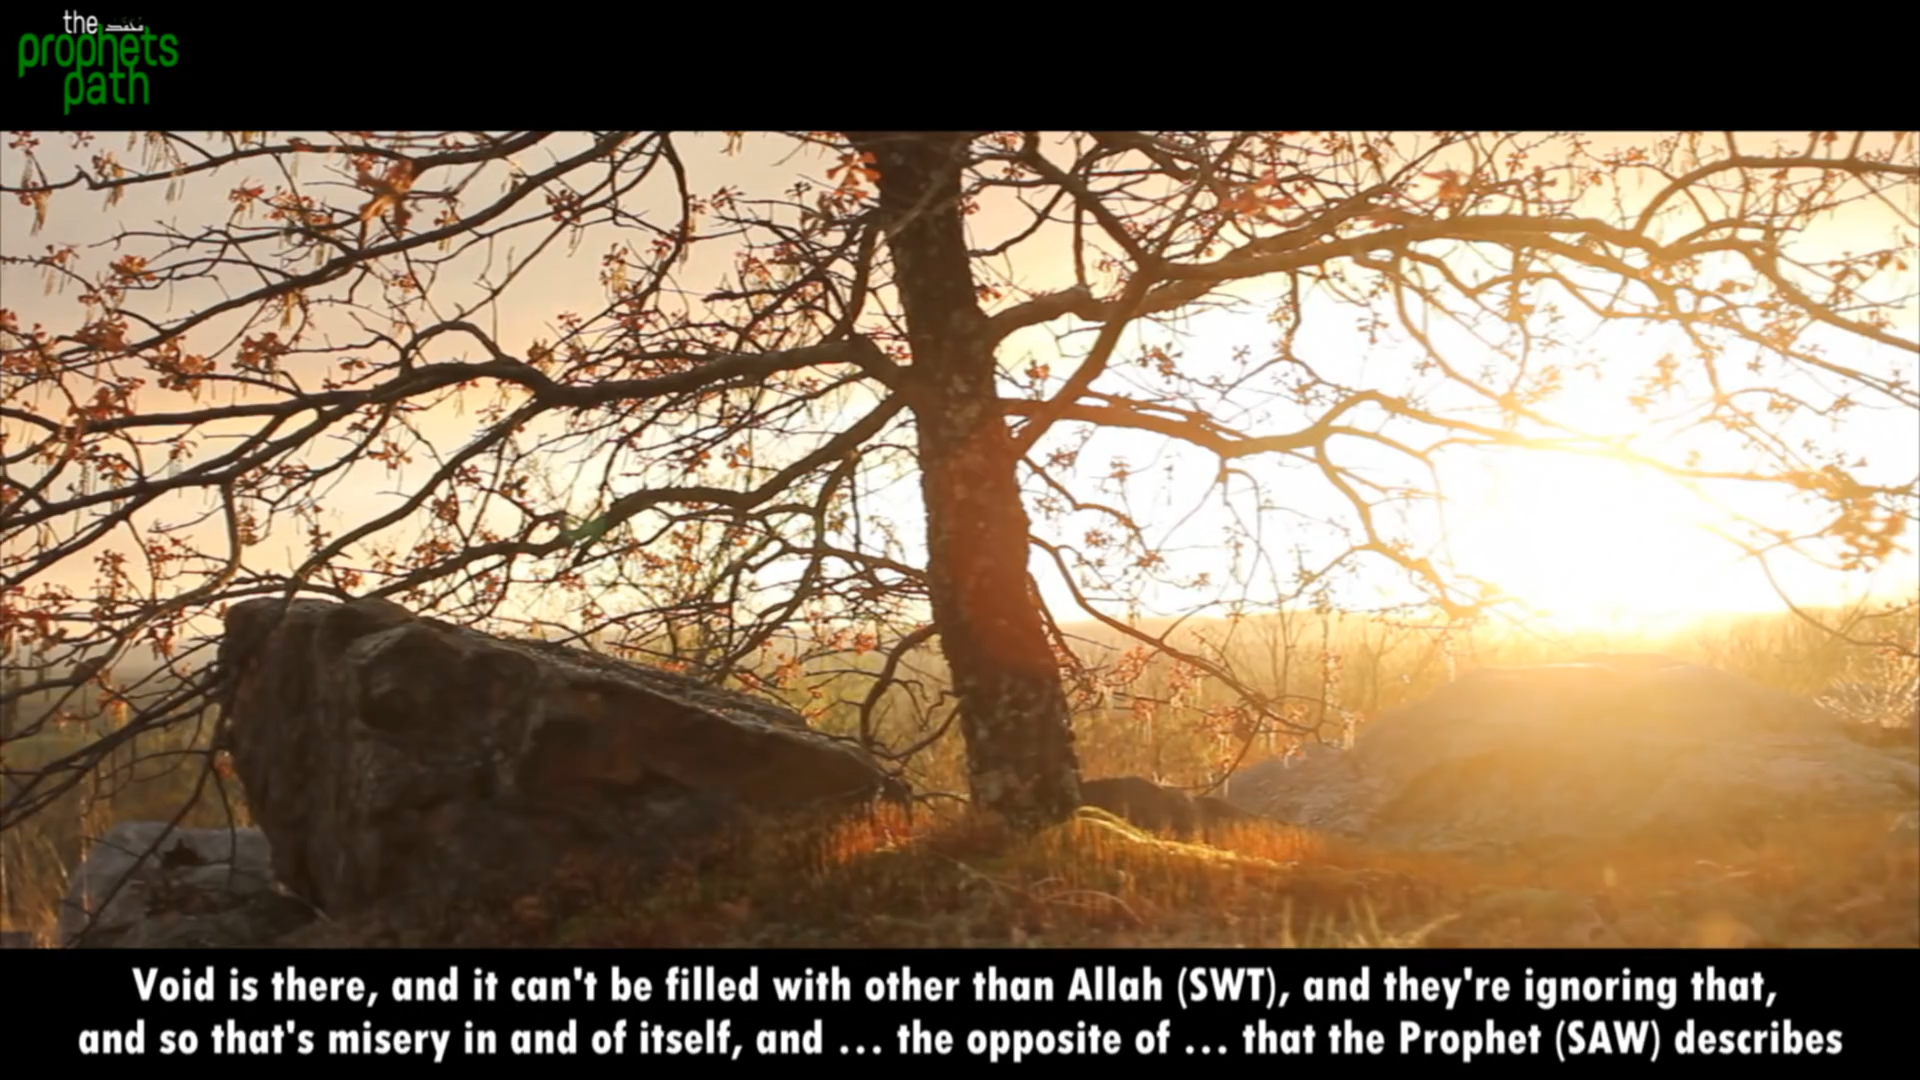 the محمد
prophets
path
Void is there, and it can't be filled with other than Allah (SWT), and they're ignoring that,
and so that's misery in and of itself, and ... the opposite of ... that the Prophet (SAW) describes